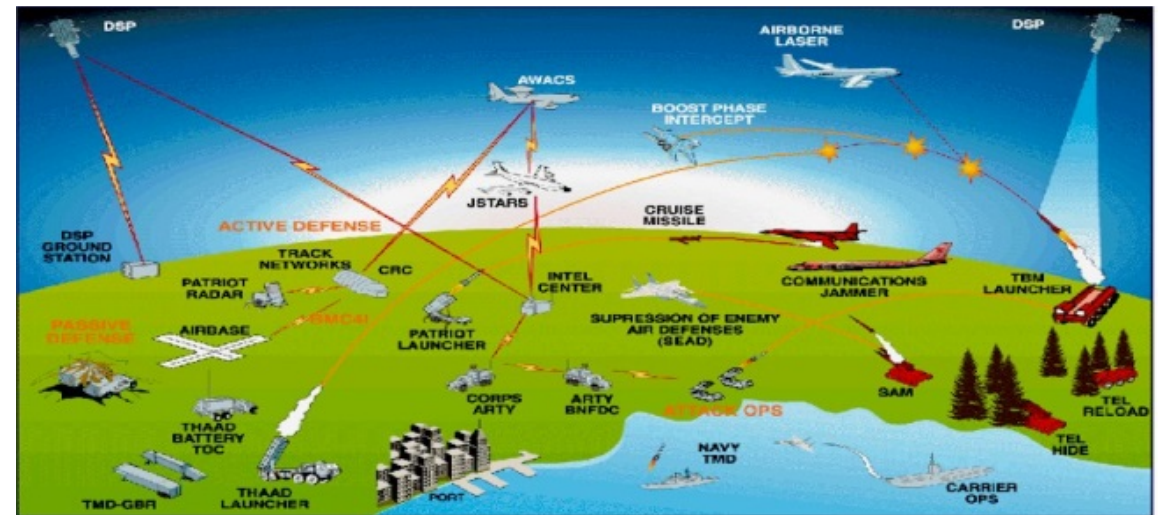 DSP
DSP
AIRBORNE
LASER
AWACS
BOOST PHASE
INTERCEPT
JSTARS
CRUISE
MISSILE
ACTIVE DEFENSE
DSP
GROUND
STATION
TRACK
NETWORKS
CRC
PATRIOT
RADAR
INTEL
CENTER
COMMUNICATIONS
JAMMER
TBM
LAUNCHER
PASSIVE
DEFENSE
AIRBASE
BMC4I
PATRIOT
LAUNCHER
SUPRESSION OF ENEMY
AIR DEFENSES
(SEAD)
CORPS
ARTY
ARTY
BNFDC
ATTACK OPS
SAM
TEL
RELOAD
THAAD
BATTERY
TOC
TEL
HIDE
NAVY
TMD
TMD-GBR
THAAD
LAUNCHER
PORT
CARRIER
OPS